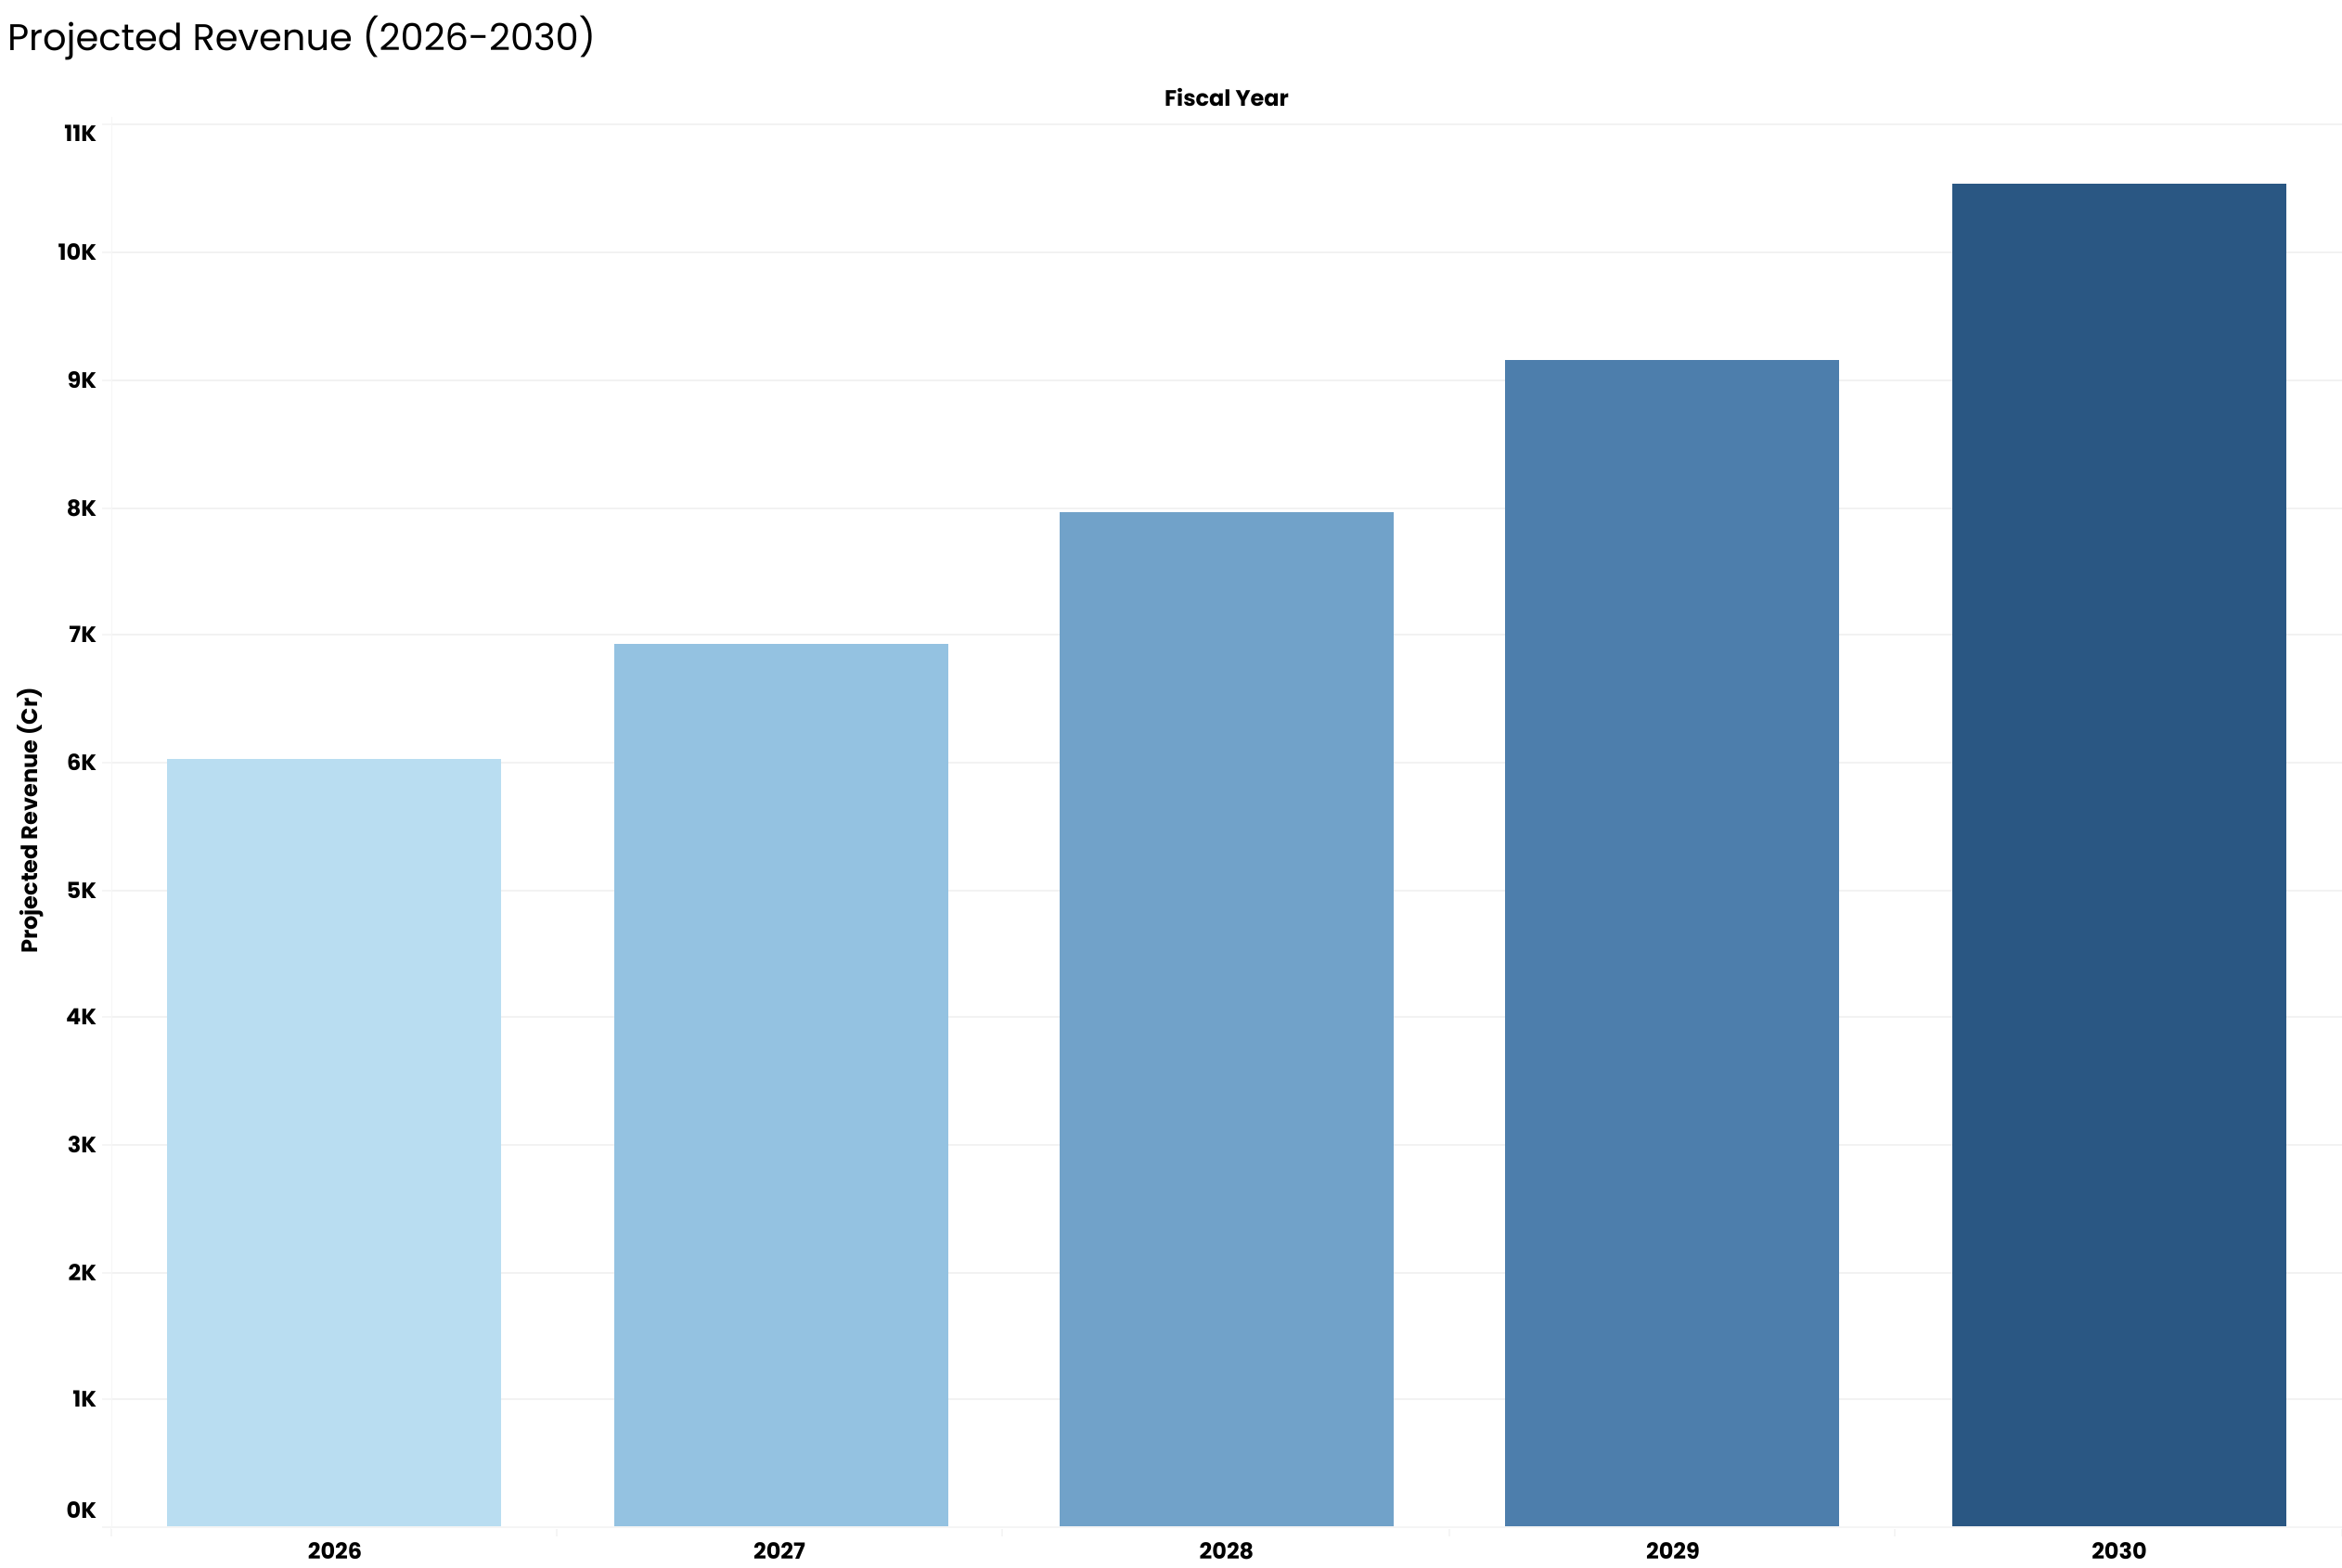 Projected Revenue (2026-2030)
Fiscal Year
11K
10K
9K
8K
7K
6K
5K
4K
3K
2K
1K
0K
Projected Revenue (Cr)
2026 2027 2028 2029 2030